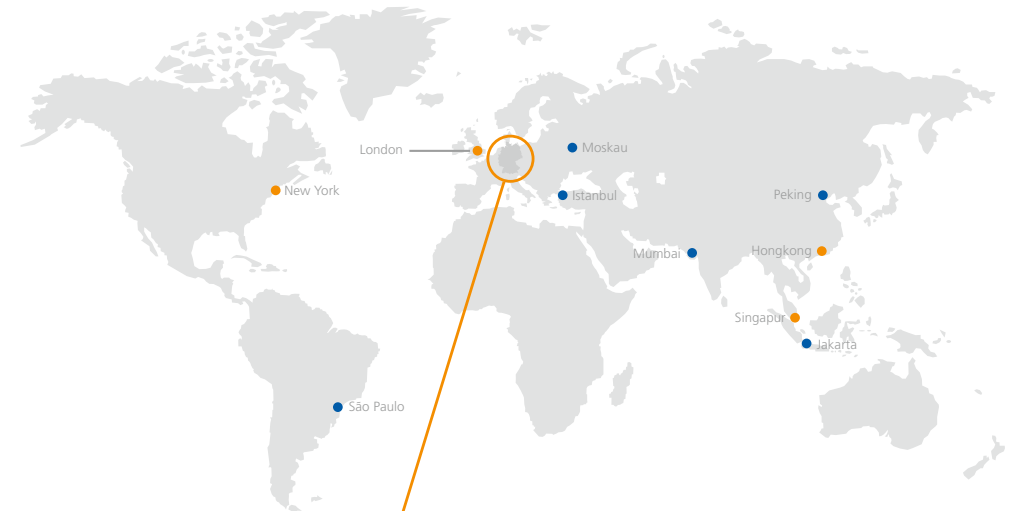 London
Moskau
New York
Istanbul
Peking
Mumbai
Hongkong
Singapur
Jakarta
São Paulo